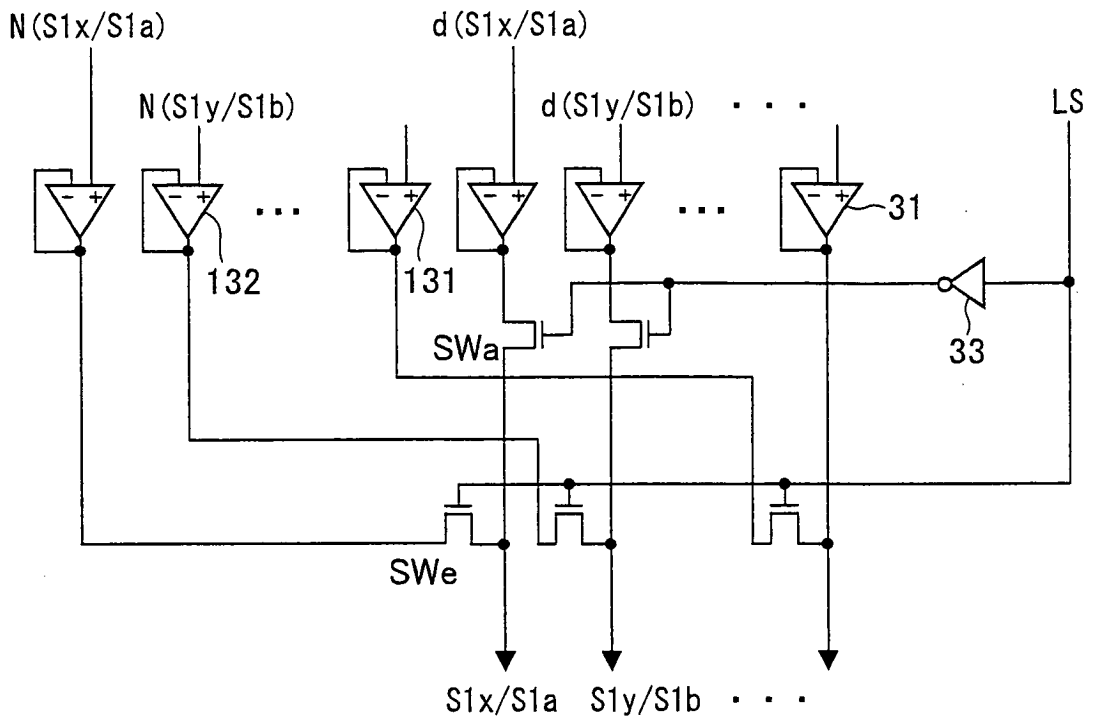 N(S1x/S1a)
d(S1x/S1a)
N(S1y/S1b)
d(S1y/S1b)
. . .
LS
- +
- +
...
- +
- +
- +
...
- +
31
132
131
33
SWa
SWe
S1x/S1a
S1y/S1b
. . .